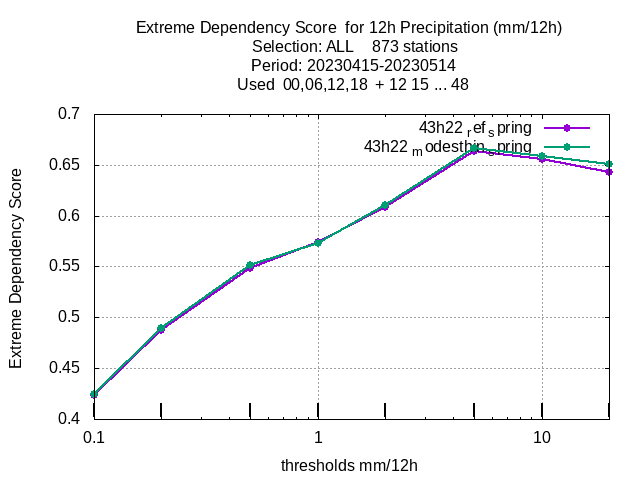 Extreme Dependency Score  for 12h Precipitation (mm/12h)
Selection: ALL    873 stations
Period: 20230415-20230514
Used  00,06,12,18  + 12 15 ... 48
0.7
43h22 ref spring
43h22 modesthin spring
0.65
0.6
0.55
0.5
0.45
0.4
Extreme Dependency Score
0.1
1
10
thresholds mm/12h